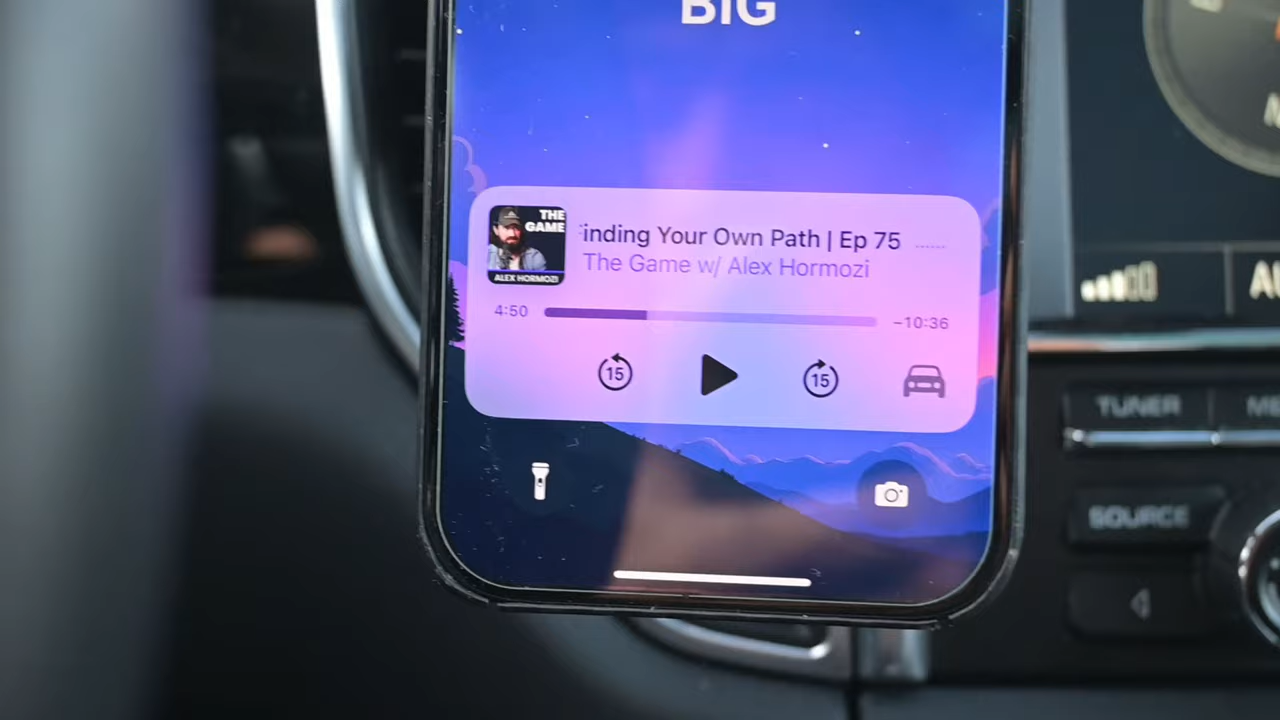 BIG
THE
GAME
ALEX HORMOZI
inding Your Own Path | Ep 75
The Game w/ Alex Hormozi
4:50
-10:36
15
15
TUNER
SOURCE